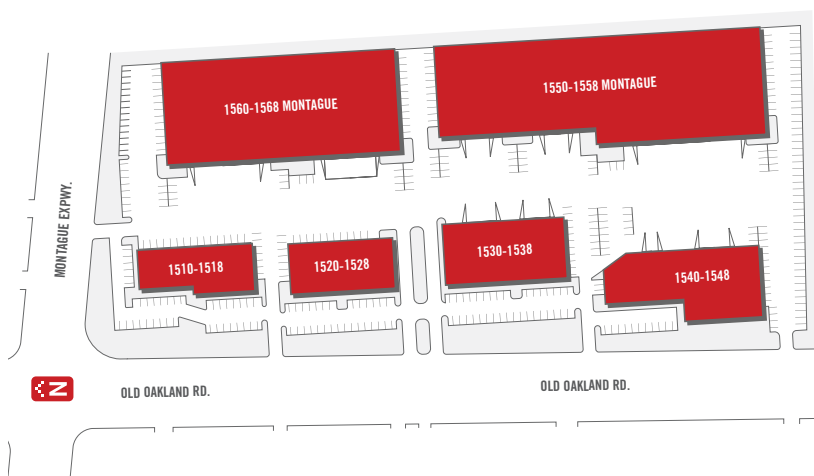 1550-1558 MONTAGUE
1560-1568 MONTAGUE
MONTAGUE EXPWY.
1510-1518
1520-1528
1530-1538
1540-1548
N
OLD OAKLAND RD.
OLD OAKLAND RD.